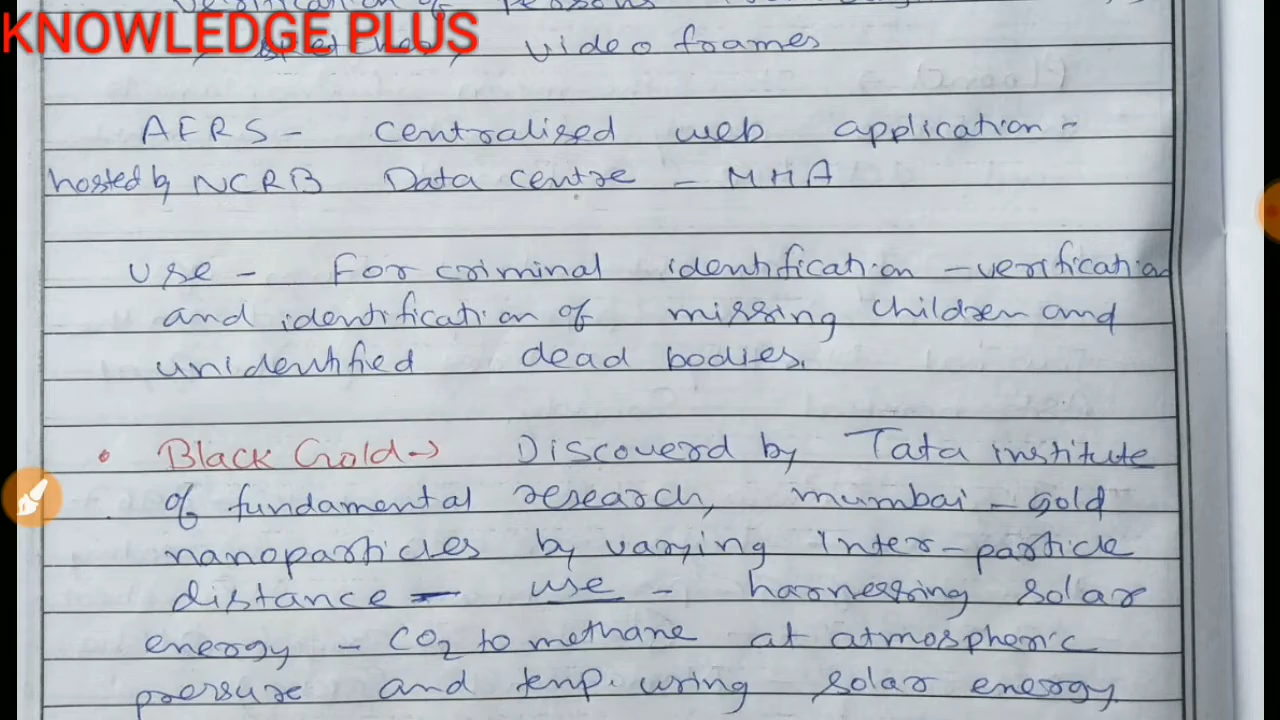 verification of persons
KNOWLEDGE PLUS
video frames
AFRS - centralised web application -
hosted by NCRB Data centre - MHA
Use - For criminal identification - verification
and identification of missing children and
unidentified dead bodies.
• Black Gold → Discoverd by Tata institute
of fundamental research, mumbai - gold
nanoparticles by varying Inter-particle
distance - use - harnessing solar
energy - CO2 to methane at atmospheric
pressure and temp. using solar energy